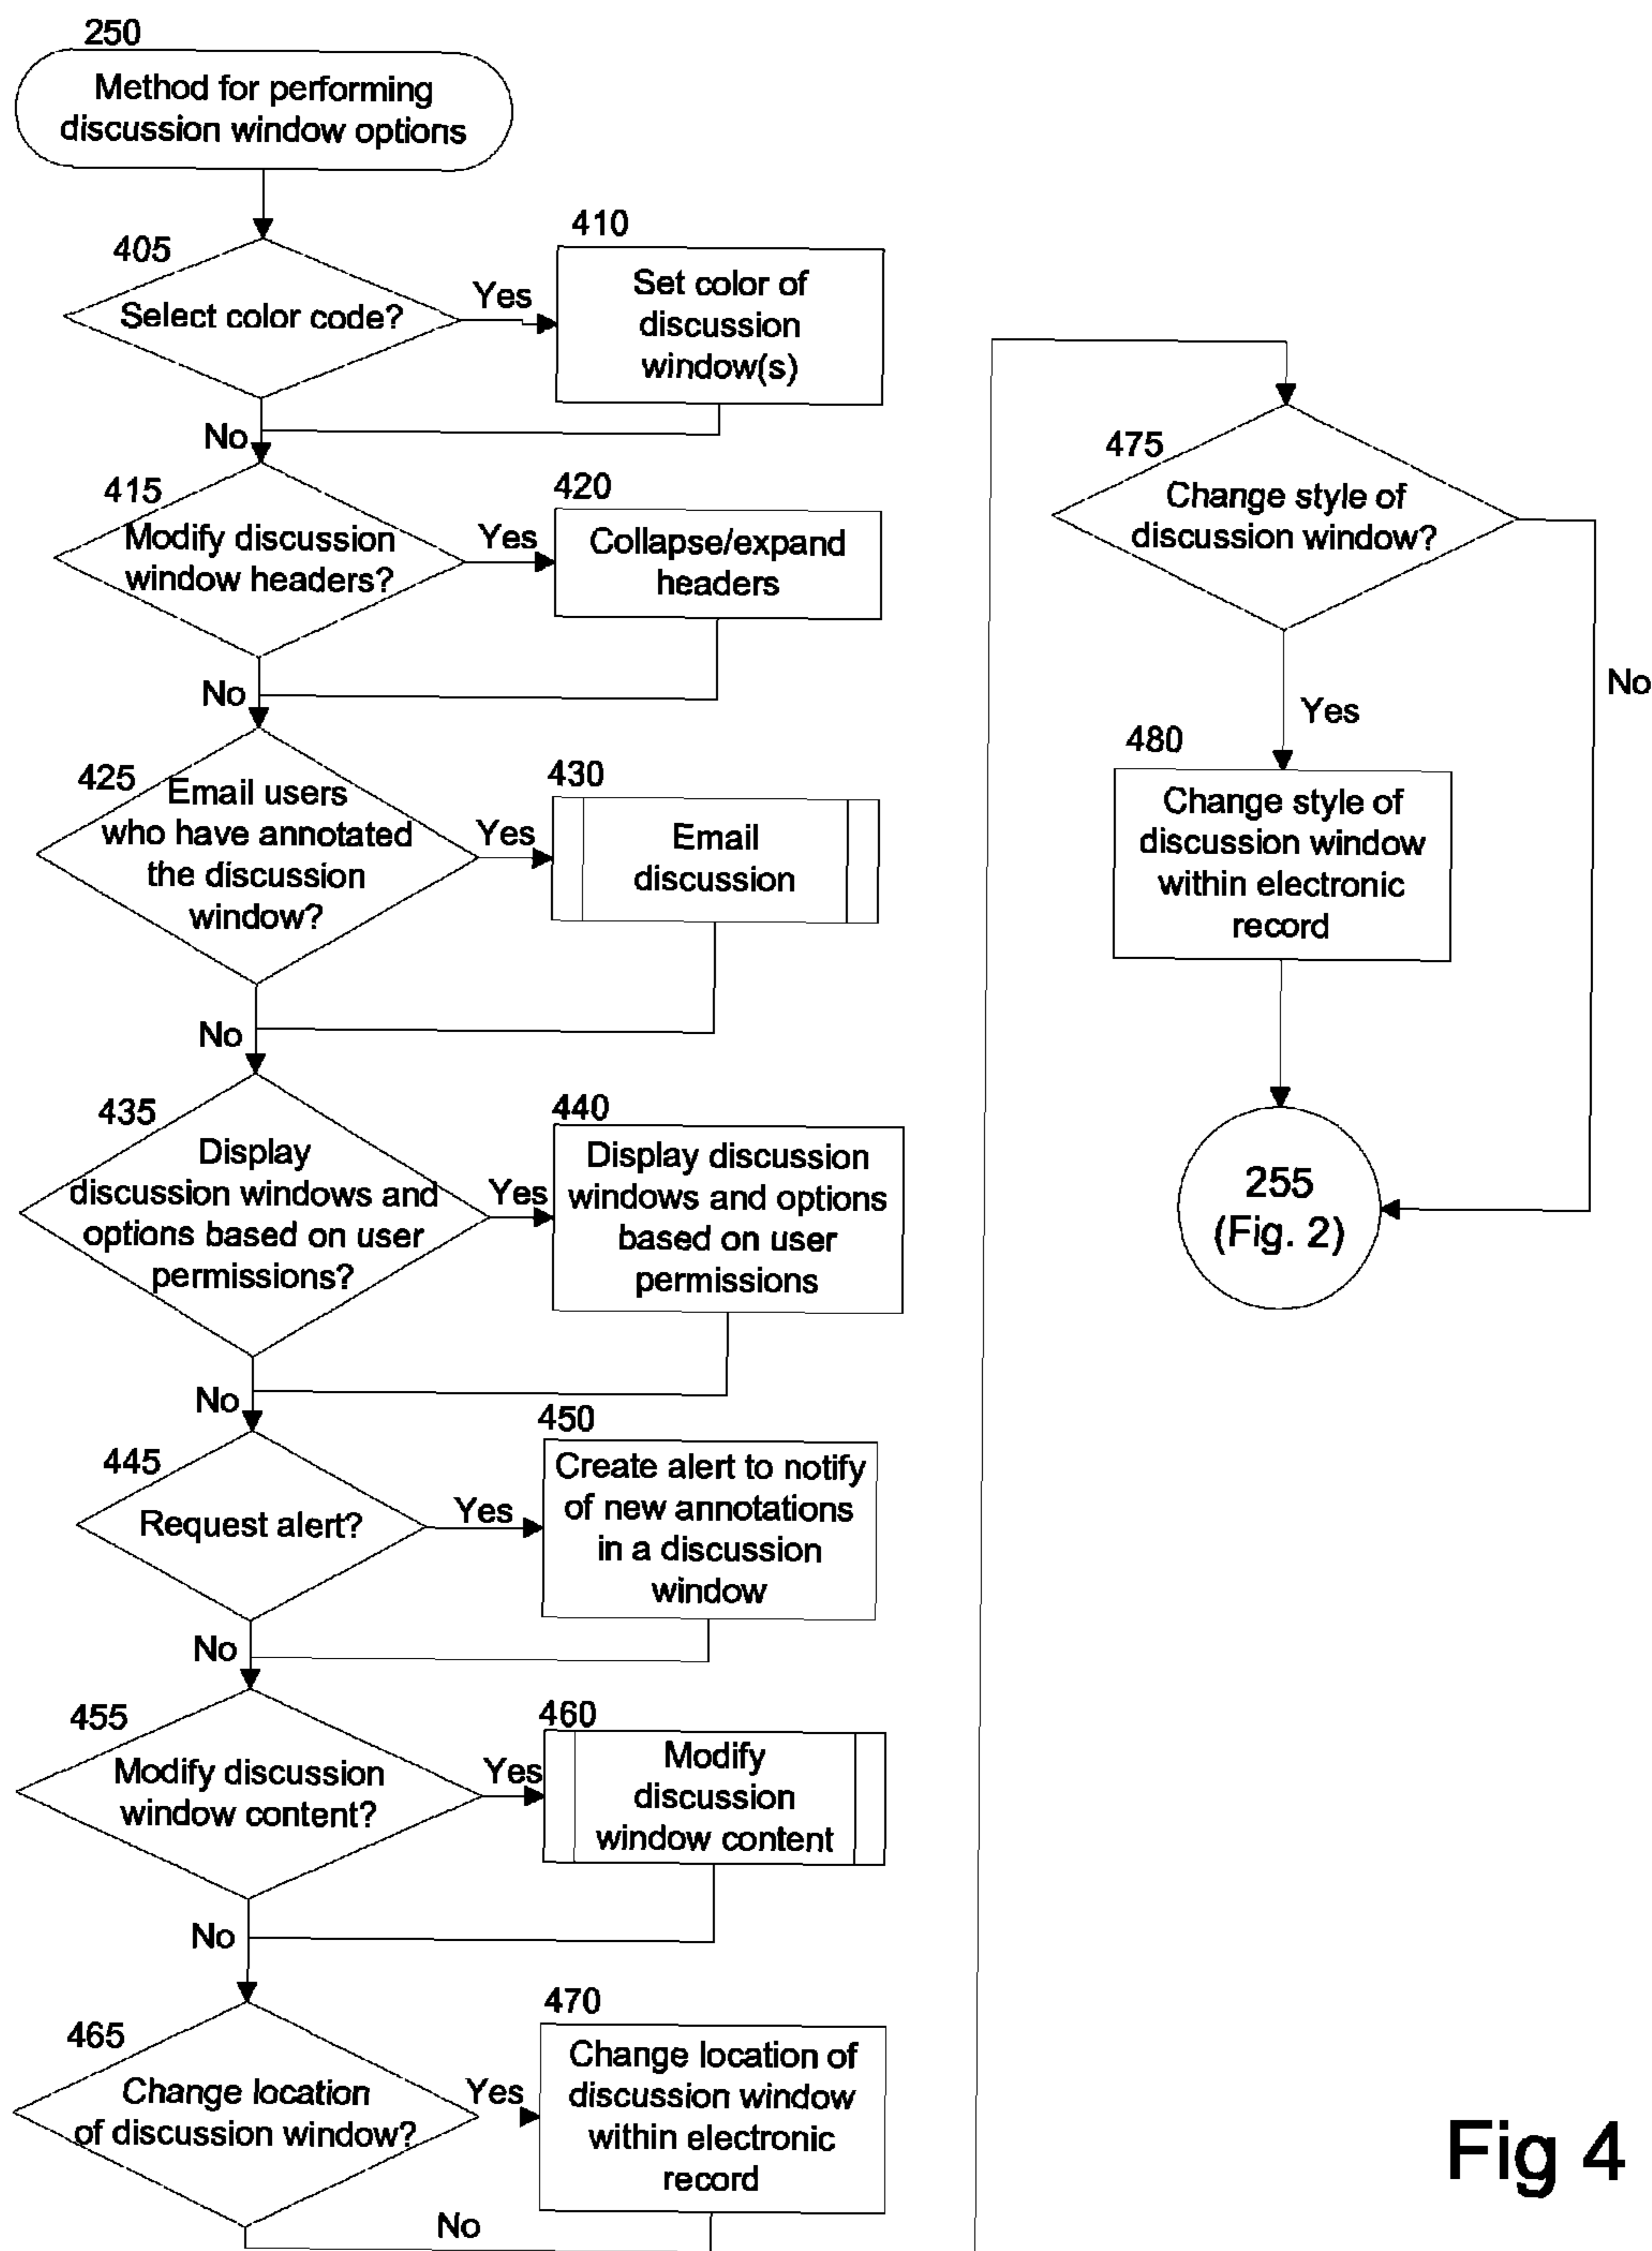 250
Method for performing
discussion window options
405
Select color code?
Yes
410
Set color of
discussion
window(s)
No
415
Modify discussion
window headers?
Yes
420
Collapse/expand
headers
No
425
Email users
who have annotated
the discussion
window?
Yes
430
Email
discussion
No
435
Display
discussion windows and
options based on user
permissions?
Yes
440
Display discussion
windows and options
based on user
permissions
No
445
Request alert?
Yes
450
Create alert to notify
of new annotations
in a discussion
window
No
455
Modify discussion
window content?
Yes
460
Modify
discussion
window content
No
465
Change location
of discussion window?
Yes
470
Change location of
discussion window
within electronic
record
No
475
Change style of
discussion window?
No
Yes
480
Change style of
discussion window
within electronic
record
255
(Fig. 2)
Fig 4